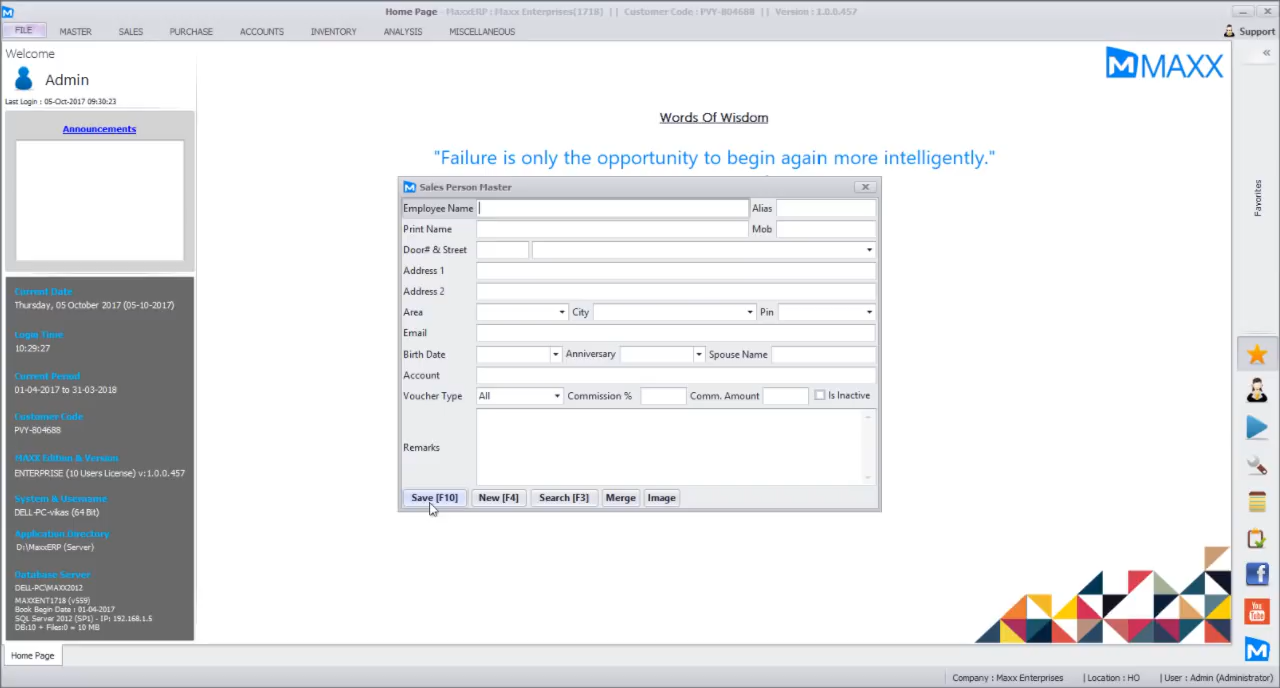 Home Page - MaxxERP : Maxx Enterprises(1718) || Customer Code : PVY-804688 || Version : 1.0.0.457
FILE MASTER SALES PURCHASE ACCOUNTS INVENTORY ANALYSIS MISCELLANEOUS Support
Welcome
Admin
Last Login : 05-Oct-2017 09:30:23
Announcements
MAXX
Words Of Wisdom
"Failure is only the opportunity to begin again more intelligently."
Favorites
Sales Person Master
Employee Name Alias
Print Name Mob
Door# & Street
Address 1
Address 2
Area City Pin
Email
Birth Date Anniversary Spouse Name
Account
Voucher Type All Commission % Comm. Amount Is Inactive
Remarks
Save [F10] New [F4] Search [F3] Merge Image
Current Date
Thursday, 05 October 2017 (05-10-2017)
Login Time
10:29:27
Current Period
01-04-2017 to 31-03-2018
Customer Code
PVY-804688
MAXX Edition & Version
ENTERPRISE (10 Users License) v:1.0.0.457
System & Username
DELL-PC-vikas (64 Bit)
Application Directory
D:\MaxxERP (Server)
Database Server
DELL-PC\MAXX2012
MAXXENT1718 (v559)
Book Begin Date : 01-04-2017
SQL Server 2012 (SP1) - IP: 192.168.1.5
DB:10 + Files:0 = 10 MB
You
Tube
Home Page
Company : Maxx Enterprises | Location : HO | User : Admin (Administrator)